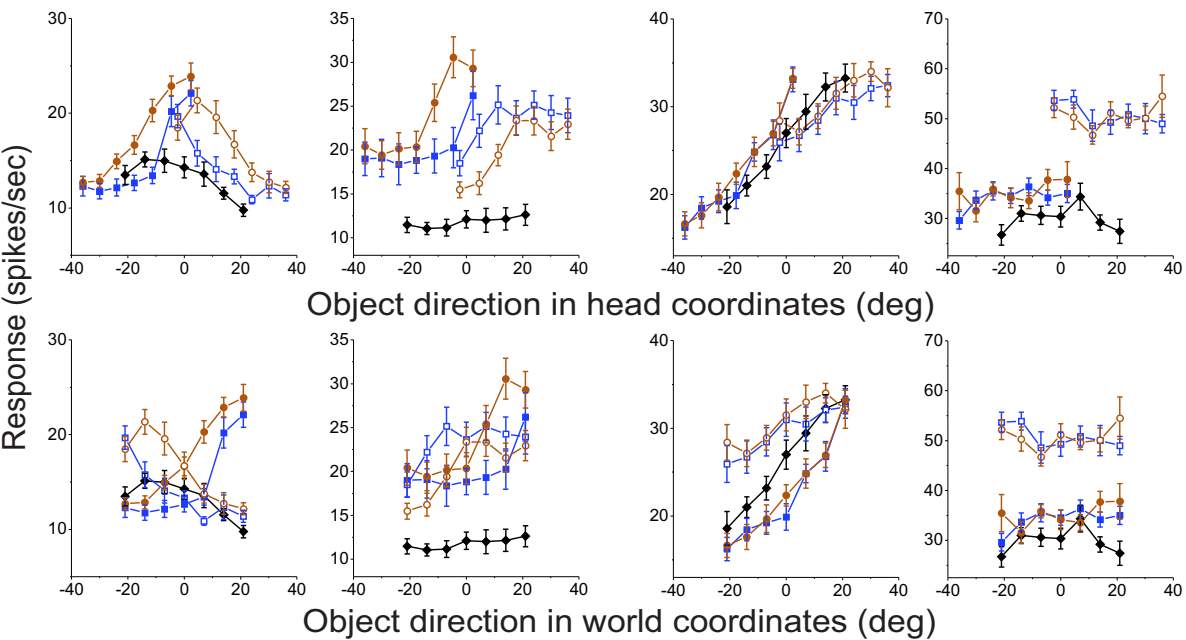 Response (spikes/sec)
30 35 40 70
20 30 25 20 15 10 30 20 60 50 40 30
10
-40 -20 0 20 40 -40 -20 0 20 40 -40 -20 0 20 40 -40 -20 0 20 40
Object direction in head coordinates (deg)
30 35 40 70
20 30 25 20 15 10 30 20 60 50 40 30
10
-40 -20 0 20 40 -40 -20 0 20 40 -40 -20 0 20 40 -40 -20 0 20 40
Object direction in world coordinates (deg)